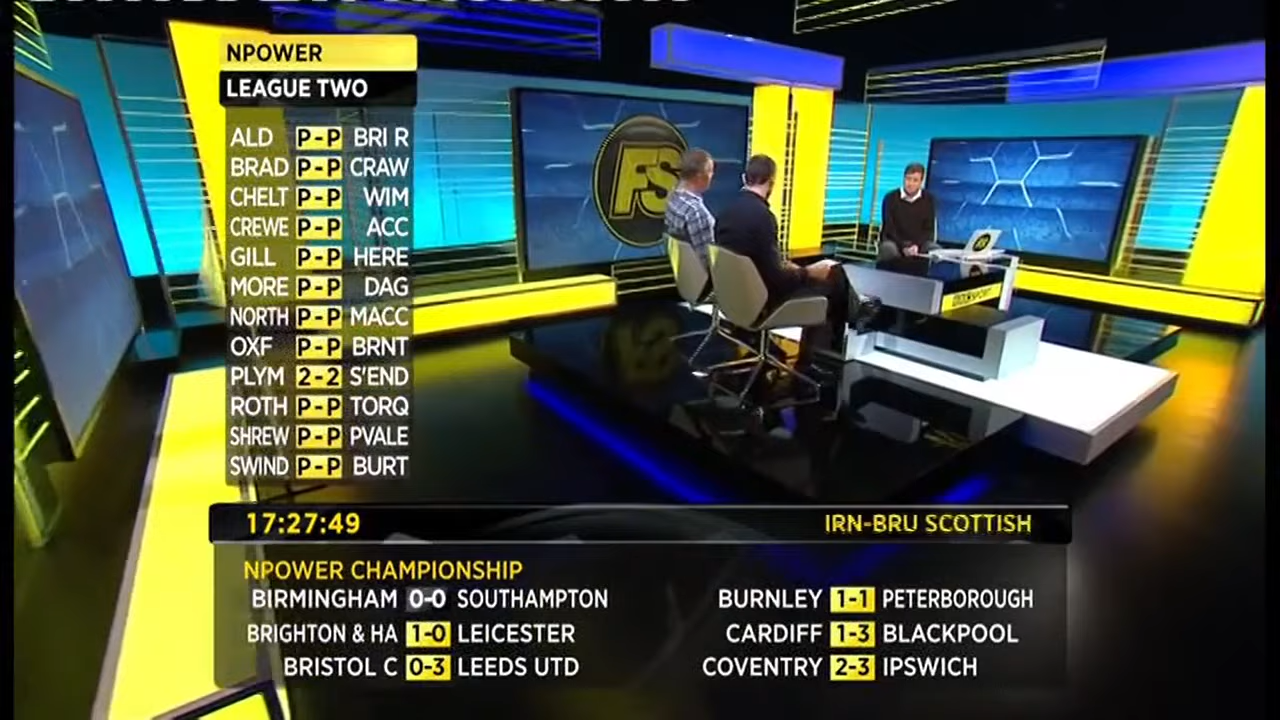 NPOWER
LEAGUE TWO
ALD P-P BRI R
BRAD P-P CRAW
CHELT P-P WIM
CREWE P-P ACC
GILL P-P HERE
MORE P-P DAG
NORTH P-P MACC
OXF P-P BRNT
PLYM 2-2 S'END
ROTH P-P TORQ
SHREW P-P PVALE
SWIND P-P BURT
FS
17:27:49 IRN-BRU SCOTTISH
NPOWER CHAMPIONSHIP
BIRMINGHAM 0-0 SOUTHAMPTON BURNLEY 1-1 PETERBOROUGH
BRIGHTON & HA 1-0 LEICESTER CARDIFF 1-3 BLACKPOOL
BRISTOL C 0-3 LEEDS UTD COVENTRY 2-3 IPSWICH